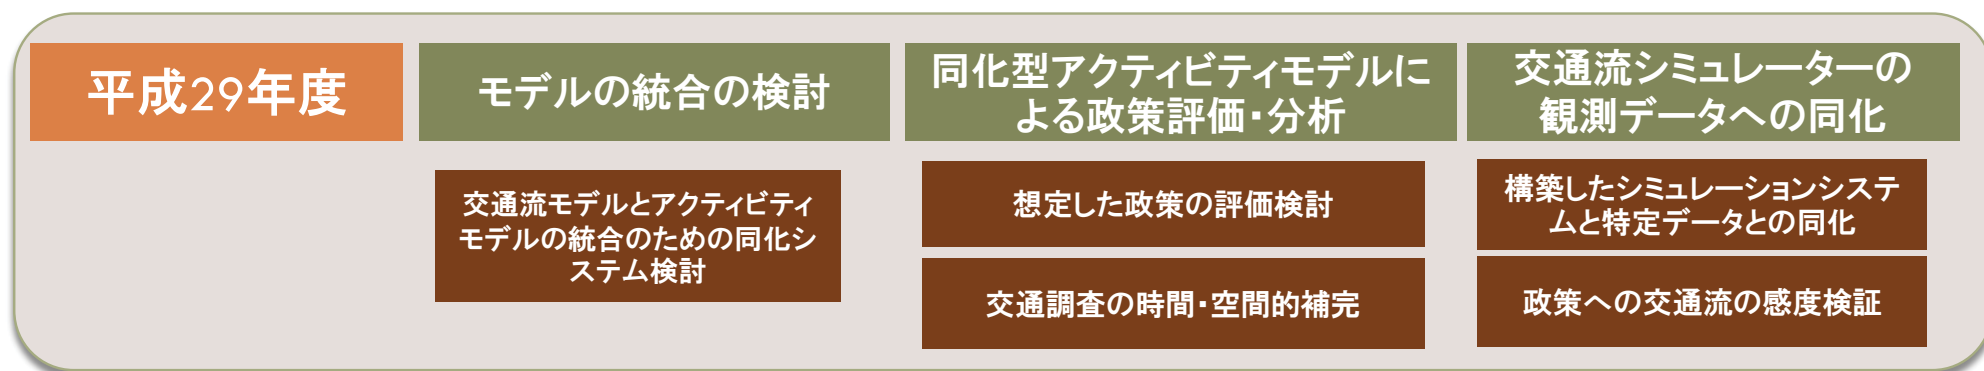 平成29年度
モデルの統合の検討
同化型アクティビティモデルに
よる政策評価・分析
交通流シミュレーターの
観測データへの同化
交通流モデルとアクティビティ
モデルの統合のための同化シ
ステム検討
想定した政策の評価検討
交通調査の時間・空間的補完
構築したシミュレーションシステ
ムと特定データとの同化
政策への交通流の感度検証